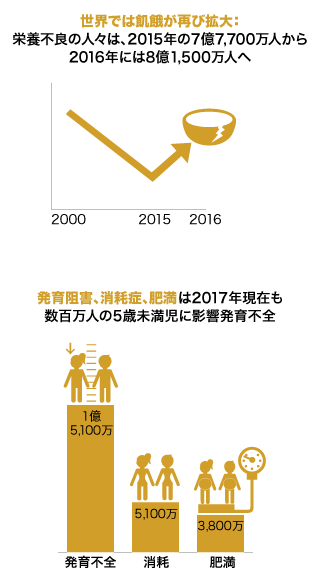 世界では飢餓が再び拡大:
栄養不良の人々は、2015年の7億7,700万人から
2016年には8億1,500万人へ
2000 2015 2016
発育阻害、消耗症、肥満は2017年現在も
数百万人の5歳未満児に影響発育不全
1億
5,100万
5,100万
3,800万
発育不全 消耗 肥満